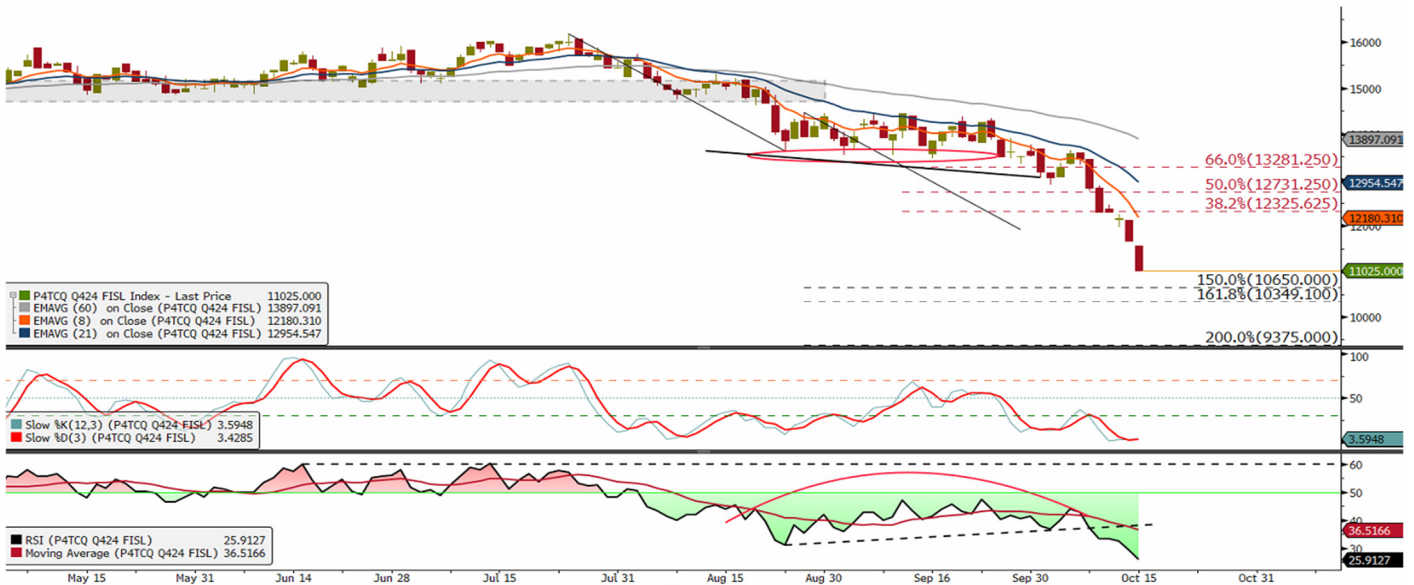 16000
15000
13897.091
66.0%(13281.250)
12954.547
50.0%(12731.250)
38.2%(12325.625)
12180.310
12000
11025.000
150.0%(10650.000)
161.8%(10349.100)
10000
200.0%(9375.000)
P4TCQ Q424 FISL Index - Last Price 11025.000
EMAVG (60) on Close (P4TCQ Q424 FISL) 13897.091
EMAVG (8) on Close (P4TCQ Q424 FISL) 12180.310
EMAVG (21) on Close (P4TCQ Q424 FISL) 12954.547
100
50
3.5948
Slow %K(12,3) (P4TCQ Q424 FISL) 3.5948
Slow %D(3) (P4TCQ Q424 FISL) 3.4285
60
50
40
36.5166
30
25.9127
RSI (P4TCQ Q424 FISL) 25.9127
Moving Average (P4TCQ Q424 FISL) 36.5166
May 15 May 31 Jun 14 Jun 28 Jul 15 Jul 31 Aug 15 Aug 30 Sep 16 Sep 30 Oct 15 Oct 31